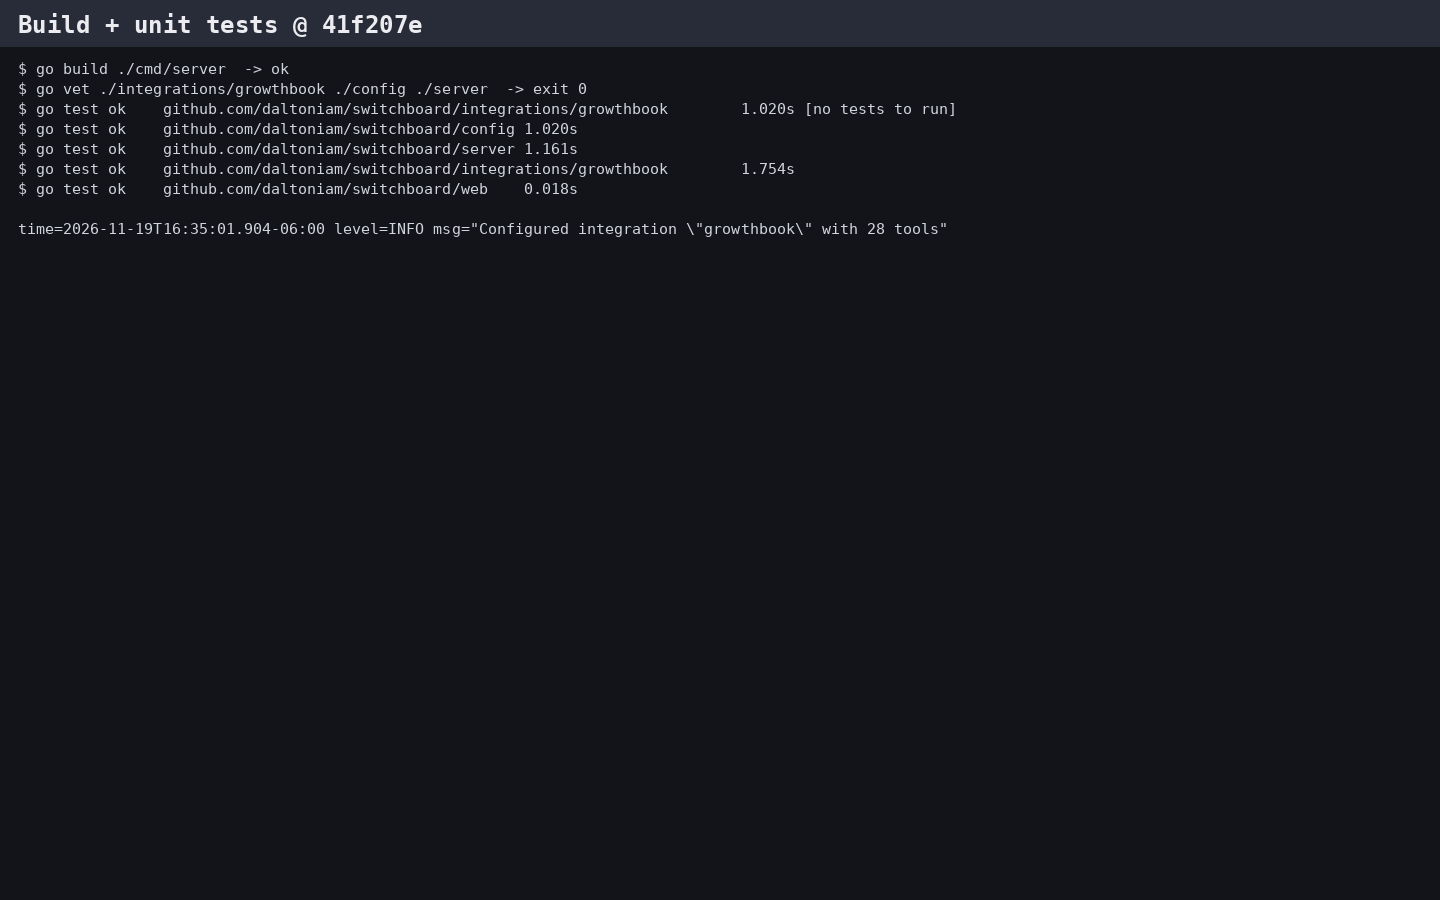 Build + unit tests @ 41f207e
$ go build ./cmd/server  -> ok
$ go vet ./integrations/growthbook ./config ./server  -> exit 0
$ go test ok    github.com/daltoniam/switchboard/integrations/growthbook        1.020s [no tests to run]
$ go test ok    github.com/daltoniam/switchboard/config 1.020s
$ go test ok    github.com/daltoniam/switchboard/server 1.161s
$ go test ok    github.com/daltoniam/switchboard/integrations/growthbook        1.754s
$ go test ok    github.com/daltoniam/switchboard/web    0.018s
time=2026-11-19T16:35:01.904-06:00 level=INFO msg="Configured integration \"growthbook\" with 28 tools"